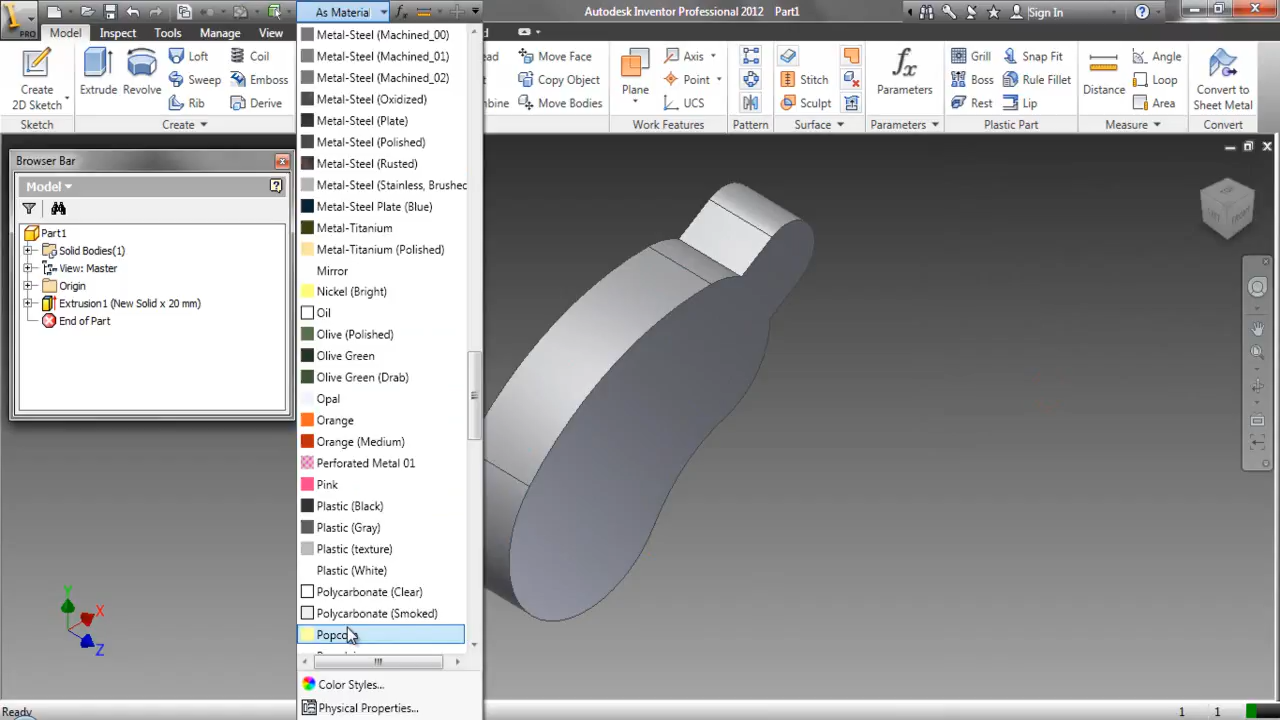 As Material
Autodesk Inventor Professional 2012 Part1
Sign In
PRO
Model Inspect Tools Manage View
Create
2D Sketch
Sketch
Extrude
Revolve
Loft
Sweep
Rib
Coil
Emboss
Derive
Create
Move Face
Copy Object
Move Bodies
Plane
Axis
Point
UCS
Work Features
Pattern
Stitch
Sculpt
Surface
Parameters
Parameters
Grill
Boss
Rest
Snap Fit
Rule Fillet
Lip
Plastic Part
Distance
Angle
Loop
Area
Measure
Convert to
Sheet Metal
Convert
Browser Bar
Model
Part1
Solid Bodies(1)
View: Master
Origin
Extrusion1 (New Solid x 20 mm)
End of Part
Metal-Steel (Machined_00)
Metal-Steel (Machined_01)
Metal-Steel (Machined_02)
Metal-Steel (Oxidized)
Metal-Steel (Plate)
Metal-Steel (Polished)
Metal-Steel (Rusted)
Metal-Steel (Stainless, Brushed
Metal-Steel Plate (Blue)
Metal-Titanium
Metal-Titanium (Polished)
Mirror
Nickel (Bright)
Oil
Olive (Polished)
Olive Green
Olive Green (Drab)
Opal
Orange
Orange (Medium)
Perforated Metal 01
Pink
Plastic (Black)
Plastic (Gray)
Plastic (texture)
Plastic (White)
Polycarbonate (Clear)
Polycarbonate (Smoked)
Color Styles...
Physical Properties...
Y
X
Z
Ready
1 1